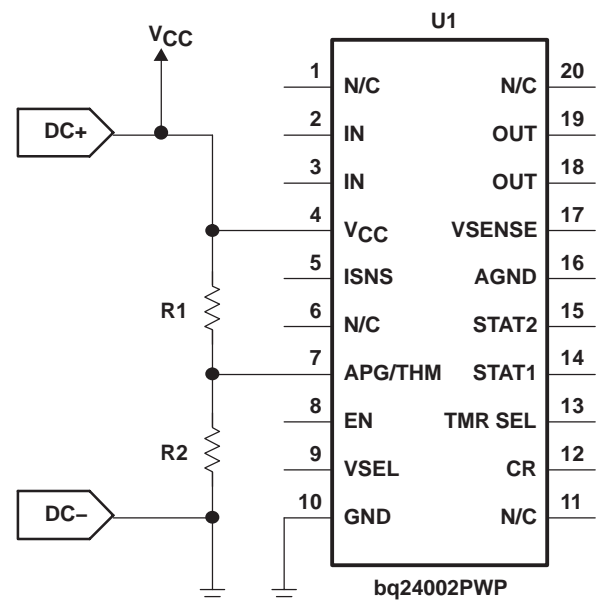 U1
VCC
DC+
1 N/C N/C 20
2 IN OUT 19
3 IN OUT 18
4 VCC VSENSE 17
5 ISNS AGND 16
R1
6 N/C STAT2 15
7 APG/THM STAT1 14
8 EN TMR SEL 13
R2
9 VSEL CR 12
DC–
10 GND N/C 11
bq24002PWP